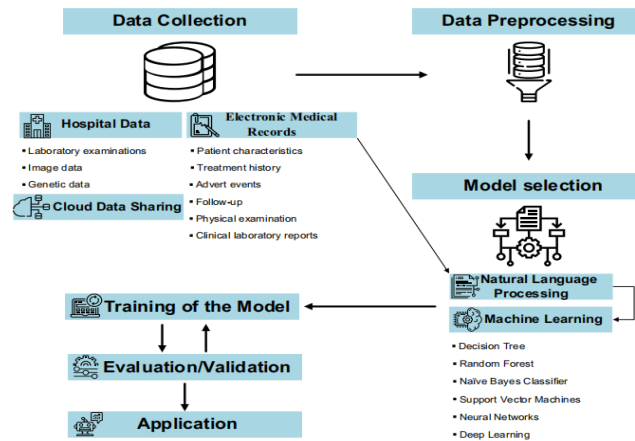 Data Collection
Data Preprocessing
Hospital Data
▪ Laboratory examinations
▪ Image data
▪ Genetic data
Cloud Data Sharing
Electronic Medical
Records
▪ Patient characteristics
▪ Treatment history
▪ Advert events
▪ Follow-up
▪ Physical examination
▪ Clinical laboratory reports
Model selection
Natural Language
Processing
Machine Learning
▪ Decision Tree
▪ Random Forest
▪ Naïve Bayes Classifier
▪ Support Vector Machines
▪ Neural Networks
▪ Deep Learning
Training of the Model
Evaluation/Validation
Application